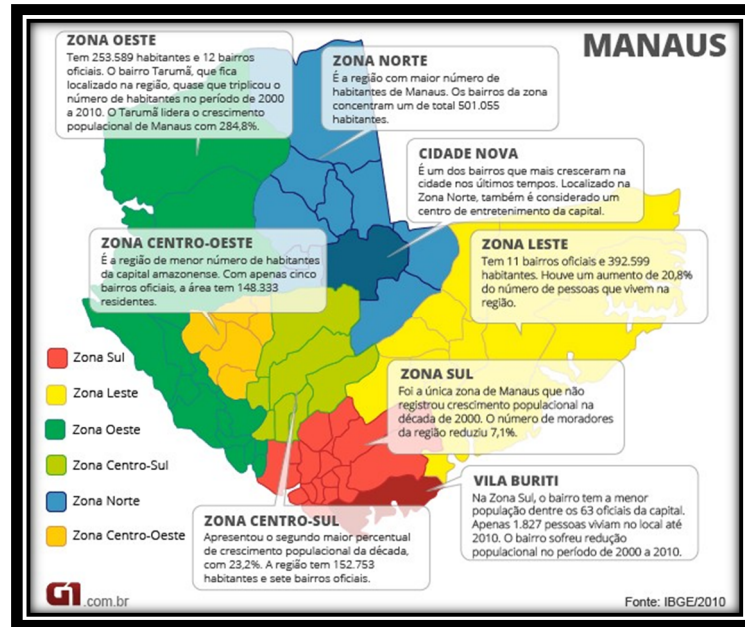 MANAUS
ZONA OESTE
Tem 253.589 habitantes e 12 bairros
oficiais. O bairro Tarumã, que fica
localizado na região, quase que triplicou o
número de habitantes no período de 2000
a 2010. O Tarumã lidera o crescimento
populacional de Manaus com 284,8%.
ZONA NORTE
É a região com maior número de
habitantes de Manaus. Os bairros da zona
concentram um de total 501.055
habitantes.
CIDADE NOVA
É um dos bairros que mais cresceram na
cidade nos últimos tempos. Localizado na
Zona Norte, também é considerado um
centro de entretenimento da capital.
ZONA CENTRO-OESTE
É a região de menor número de habitantes
da capital amazonense. Com apenas cinco
bairros oficiais, a área tem 148.333
residentes.
ZONA LESTE
Tem 11 bairros oficiais e 392.599
habitantes. Houve um aumento de 20,8%
do número de pessoas que vivem na
região.
Zona Sul
Zona Leste
Zona Oeste
Zona Centro-Sul
Zona Norte
Zona Centro-Oeste
ZONA SUL
Foi a única zona de Manaus que não
registrou crescimento populacional na
década de 2000. O número de moradores
da região reduziu 7,1%.
VILA BURITI
Na Zona Sul, o bairro tem a menor
população dentre os 63 oficiais da capital.
Apenas 1.827 pessoas viviam no local até
2010. O bairro sofreu redução
populacional no período de 2000 a 2010.
ZONA CENTRO-SUL
Apresentou o segundo maior percentual
de crescimento populacional da década,
com 23,2%. A região tem 152.753
habitantes e sete bairros oficiais.
G1.com.br
Fonte: IBGE/2010